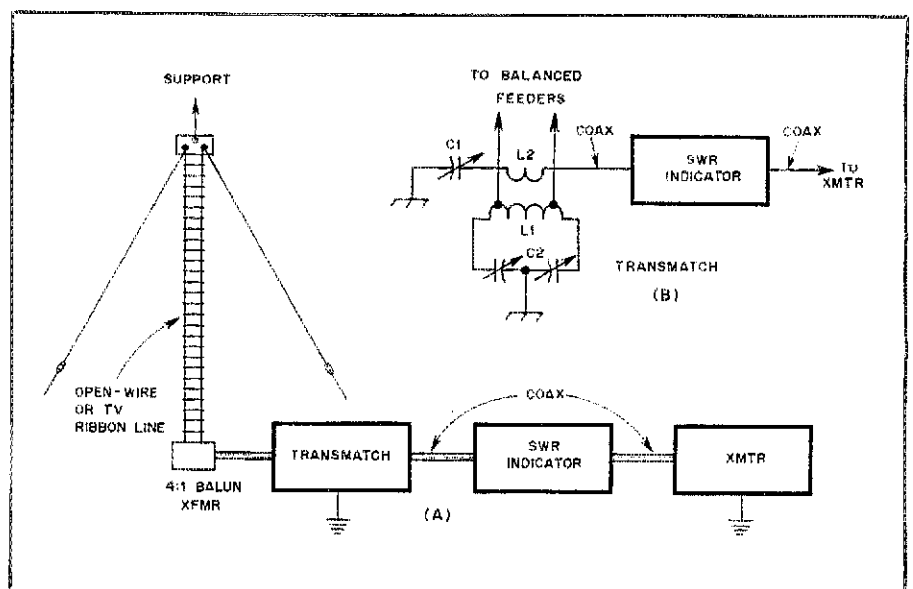 SUPPORT
OPEN-WIRE
OR TV
RIBBON LINE
4:1 BALUN
XFMR
TRANSMATCH
COAX
SWR
INDICATOR
XMTR
(A)
TO BALANCED
FEEDERS
C1
L2
COAX
SWR
INDICATOR
COAX
TO
XMTR
L1
C2
TRANSMATCH
(B)